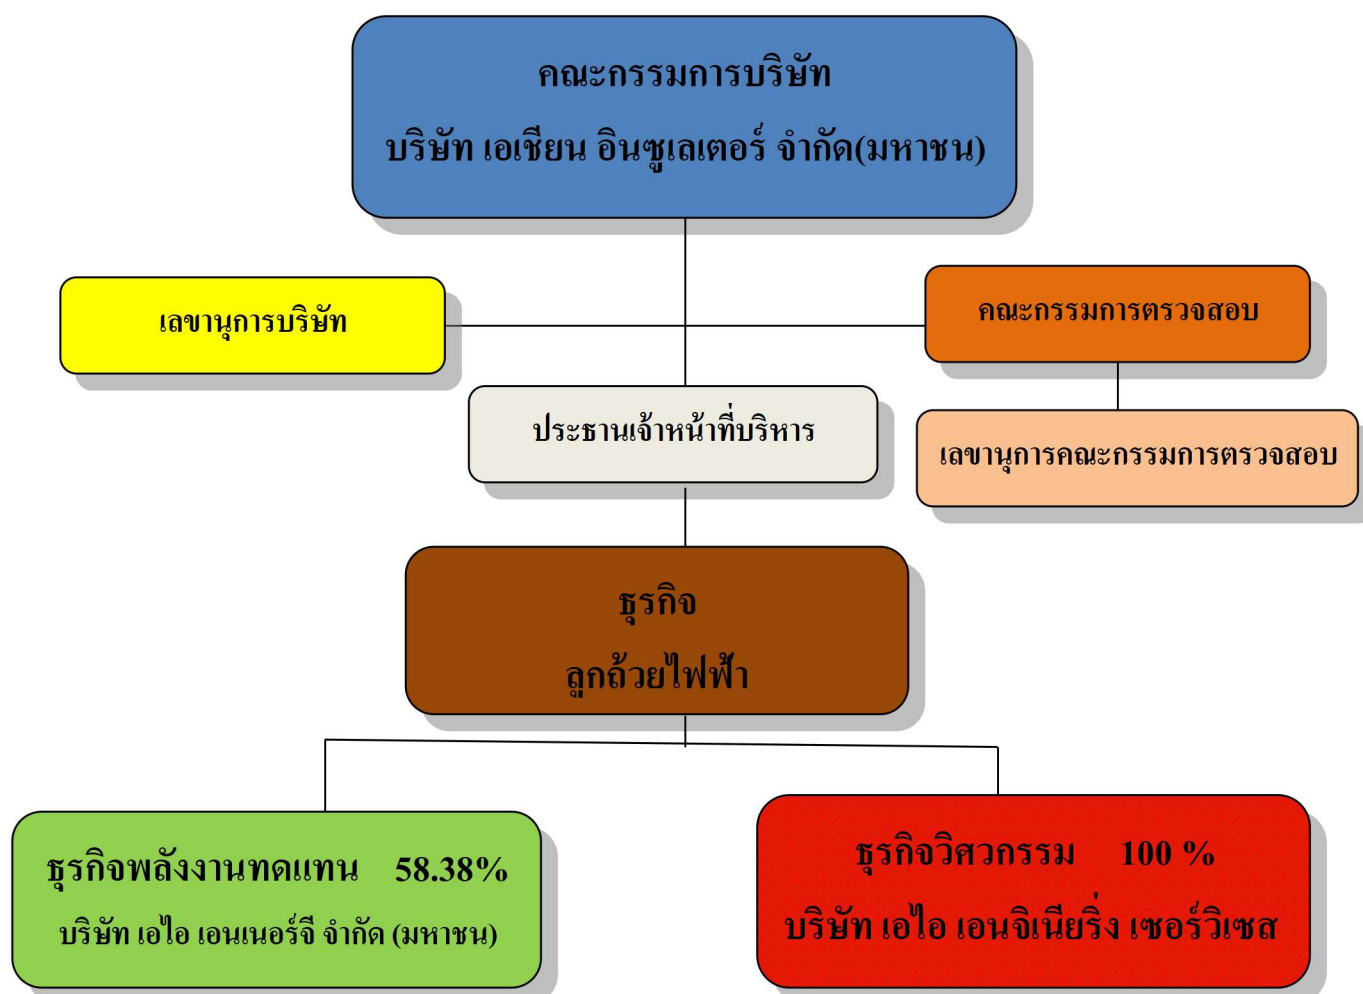 คณะกรรมการบริษัท
บริษัท เอเชียน อินซูเลเตอร์ จำกัด(มหาชน)
เลขานุการบริษัท
คณะกรรมการตรวจสอบ
ประธานเจ้าหน้าที่บริหาร
เลขานุการคณะกรรมการตรวจสอบ
ธุรกิจ
ลูกถ้วยไฟฟ้า
ธุรกิจพลังงานทดแทน 58.38%
บริษัท เอไอ เอนเนอร์จี จำกัด (มหาชน)
ธุรกิจวิศวกรรม 100 %
บริษัท เอไอ เอนจิเนียริ่ง เซอร์วิเซส